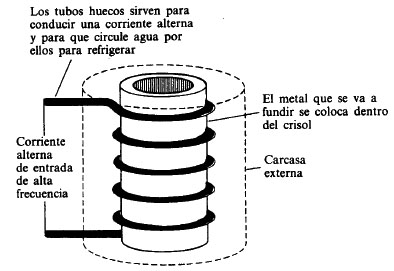 Los tubos huecos sirven para
conducir una corriente alterna
y para que circule agua por
ellos para refrigerar
El metal que se va a
fundir se coloca dentro
del crisol
Corriente
alterna
de entrada
de alta
frecuencia
Carcasa
externa